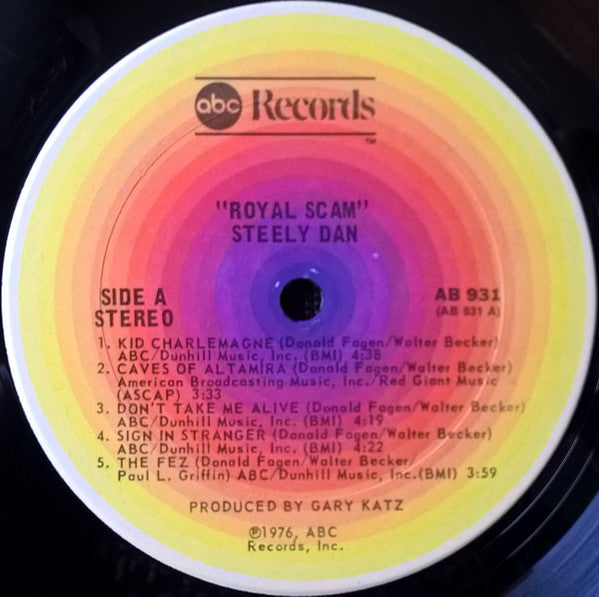 abc Records
TM
"ROYAL SCAM"
STEELY DAN
SIDE A
STEREO
AB 931
(AB 931 A)
1. KID CHARLEMAGNE (Donald Fagen/Walter Becker)
ABC/Dunhill Music, Inc. (BMI) 4:38
2. CAVES OF ALTAMIRA (Donald Fagen/Walter Becker)
American Broadcasting Music, Inc./Red Giant Music
(ASCAP) 3:33
3. DON'T TAKE ME ALIVE (Donald Fagen/Walter Becker)
ABC/Dunhill Music, Inc. (BMI) 4:19
4. SIGN IN STRANGER (Donald Fagen/Walter Becker)
ABC/Dunhill Music, Inc. (BMI) 4:22
5. THE FEZ (Donald Fagen/Walter Becker/
Paul L. Griffin) ABC/Dunhill Music, Inc.(BMI) 3:59
PRODUCED BY GARY KATZ
℗1976, ABC
Records, Inc.